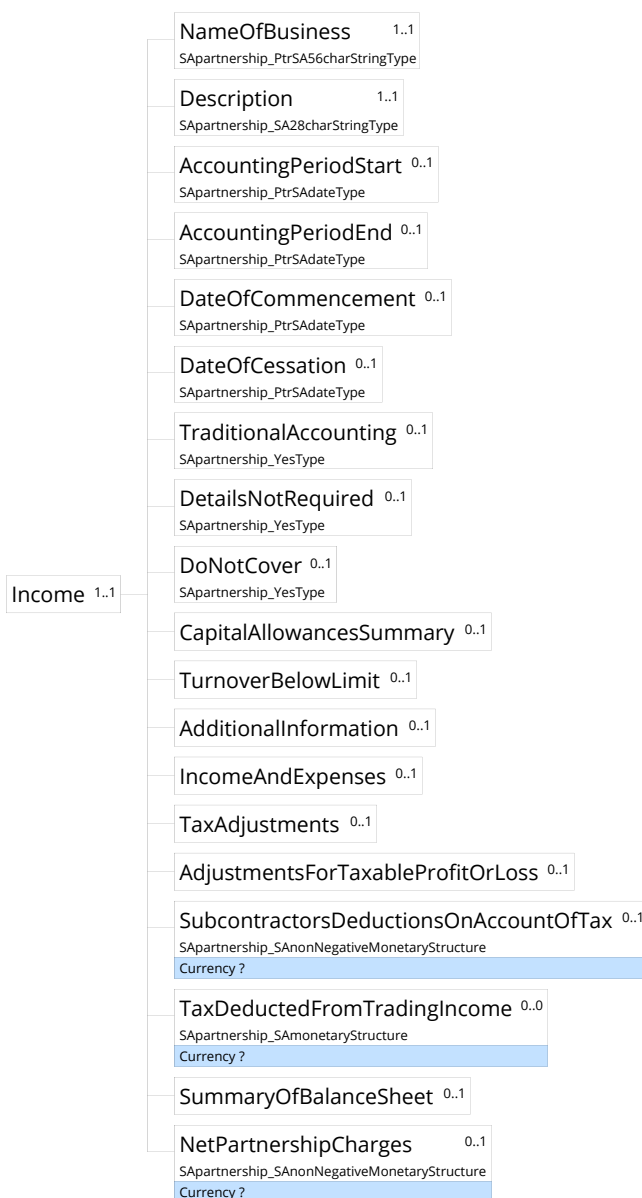 NameOfBusiness 1..1
SApartnership_PtrSA56charStringType
Description 1..1
SApartnership_SA28charStringType
AccountingPeriodStart 0..1
SApartnership_PtrSAdateType
AccountingPeriodEnd 0..1
SApartnership_PtrSAdateType
DateOfCommencement 0..1
SApartnership_PtrSAdateType
DateOfCessation 0..1
SApartnership_PtrSAdateType
TraditionalAccounting 0..1
SApartnership_YesType
DetailsNotRequired 0..1
SApartnership_YesType
DoNotCover 0..1
SApartnership_YesType
Income 1..1
CapitalAllowancesSummary 0..1
TurnoverBelowLimit 0..1
AdditionalInformation 0..1
IncomeAndExpenses 0..1
TaxAdjustments 0..1
AdjustmentsForTaxableProfitOrLoss 0..1
SubcontractorsDeductionsOnAccountOfTax 0..1
SApartnership_SAnonNegativeMonetaryStructure
Currency ?
TaxDeductedFromTradingIncome 0..0
SApartnership_SAmonetaryStructure
Currency ?
SummaryOfBalanceSheet 0..1
NetPartnershipCharges 0..1
SApartnership_SAnonNegativeMonetaryStructure
Currency ?